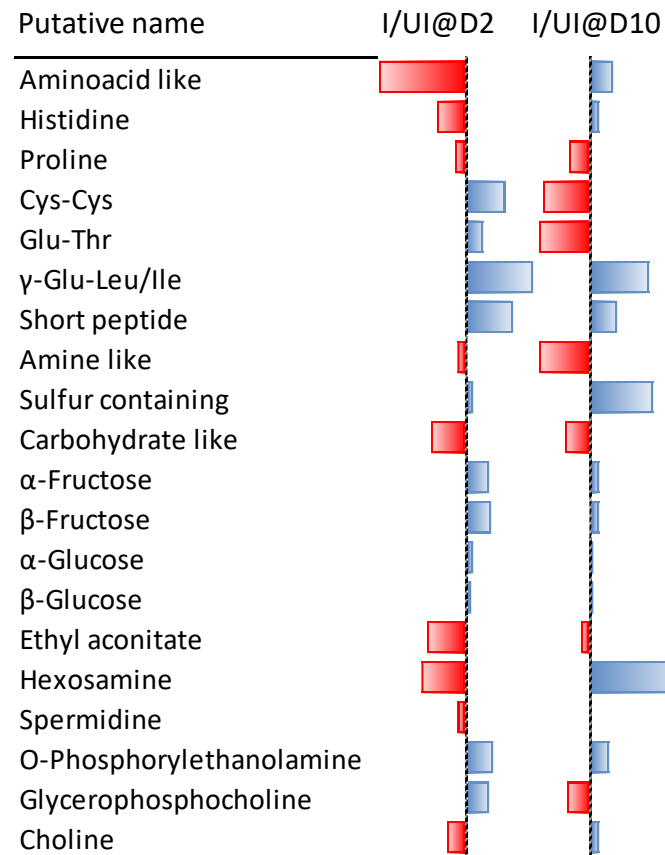 Putative name I/UI@D2 I/UI@D10
Aminoacid like
Histidine
Proline
Cys-Cys
Glu-Thr
γ-Glu-Leu/Ile
Short peptide
Amine like
Sulfur containing
Carbohydrate like
α-Fructose
β-Fructose
α-Glucose
β-Glucose
Ethyl aconitate
Hexosamine
Spermidine
O-Phosphorylethanolamine
Glycerophosphocholine
Choline